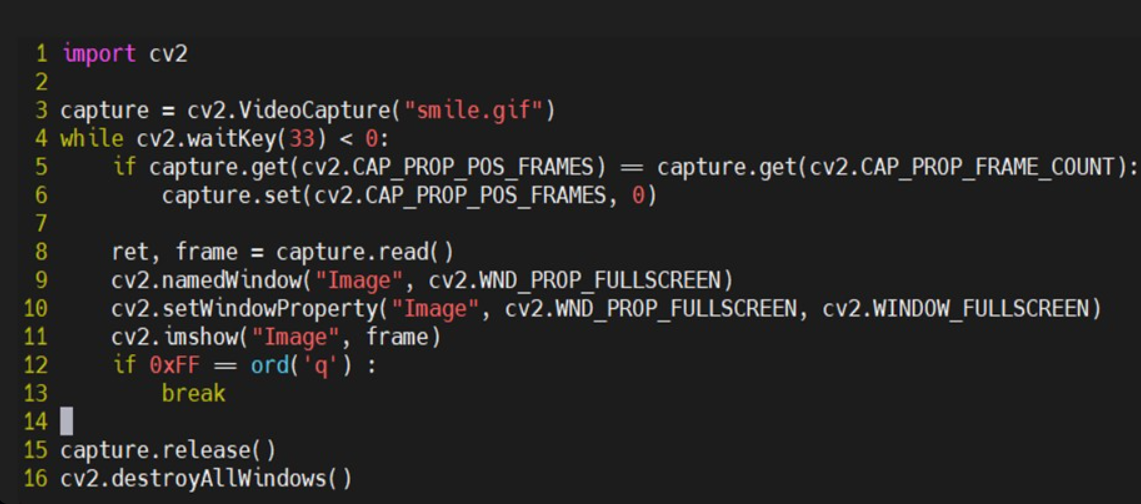 1 import cv2
2
3 capture = cv2.VideoCapture("smile.gif")
4 while cv2.waitKey(33) < 0:
5     if capture.get(cv2.CAP_PROP_POS_FRAMES) == capture.get(cv2.CAP_PROP_FRAME_COUNT):
6         capture.set(cv2.CAP_PROP_POS_FRAMES, 0)
7
8     ret, frame = capture.read()
9     cv2.namedWindow("Image", cv2.WND_PROP_FULLSCREEN)
10     cv2.setWindowProperty("Image", cv2.WND_PROP_FULLSCREEN, cv2.WINDOW_FULLSCREEN)
11     cv2.imshow("Image", frame)
12     if 0xFF == ord('q') :
13         break
14
15 capture.release()
16 cv2.destroyAllWindows()